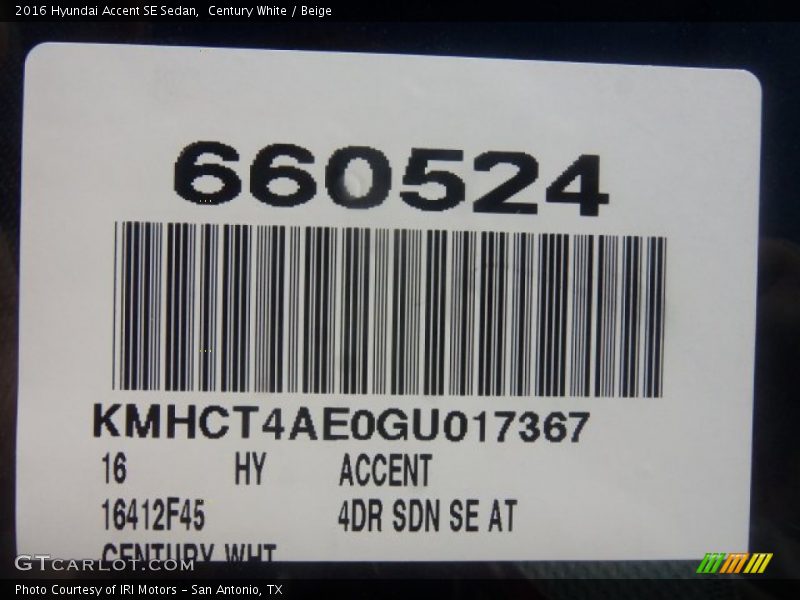 2016 Hyundai Accent SE Sedan, Century White / Beige
660524
KMHCT4AE0GU017367
16 HY ACCENT
16412F45 4DR SDN SE AT
CENTURY WHT
GTCARLOT.COM
Photo Courtesy of IRI Motors – San Antonio, TX